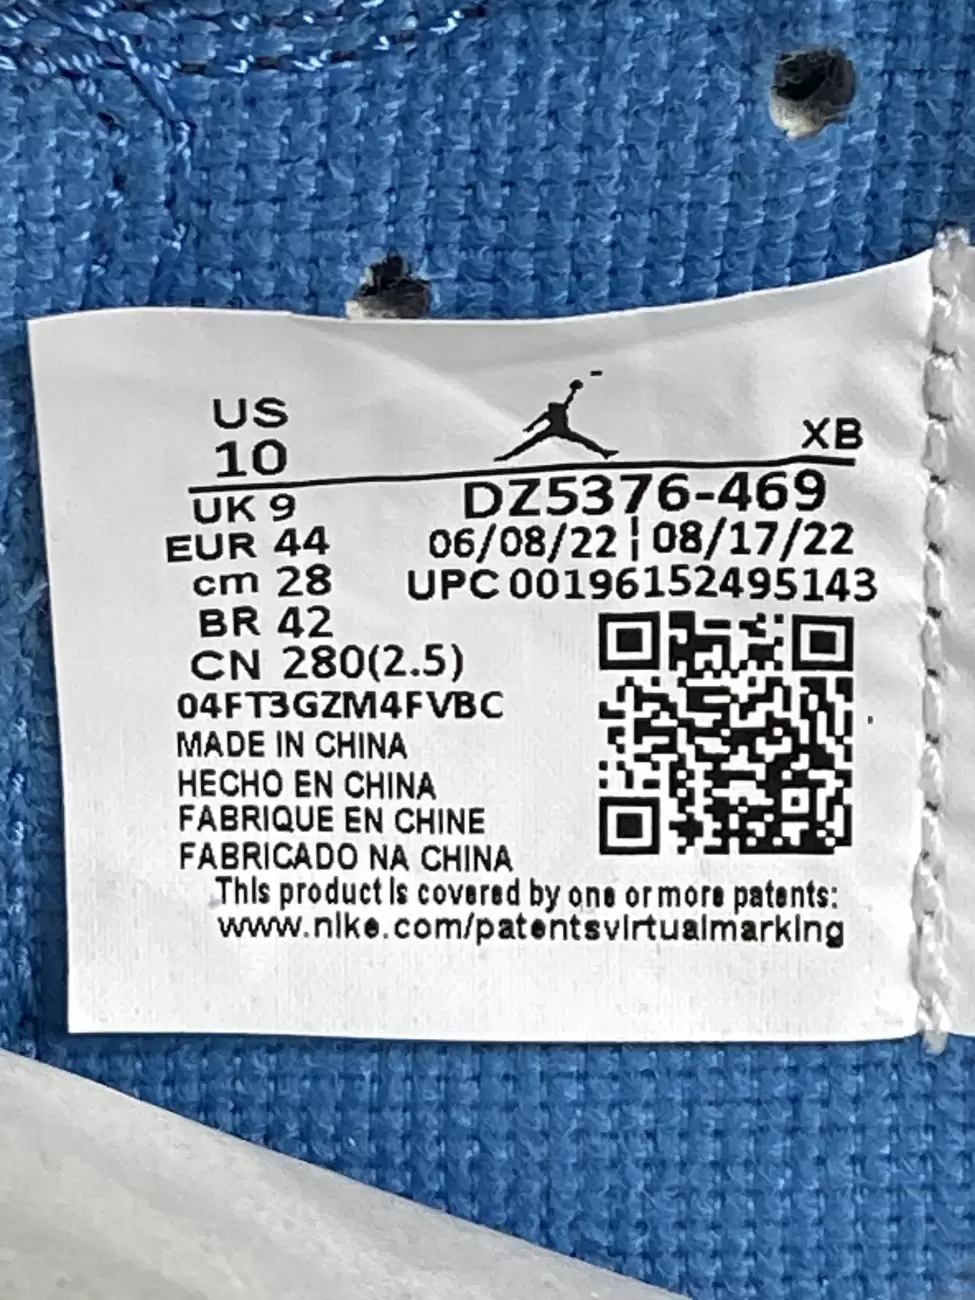 US
10
XB
UK 9
DZ5376-469
EUR 44
06/08/22 | 08/17/22
cm 28
UPC 00196152495143
BR 42
CN 280(2.5)
04FT3GZM4FVBC
MADE IN CHINA
HECHO EN CHINA
FABRIQUE EN CHINE
FABRICADO NA CHINA
This product is covered by one or more patents:
www.nike.com/patentsvirtualmarking